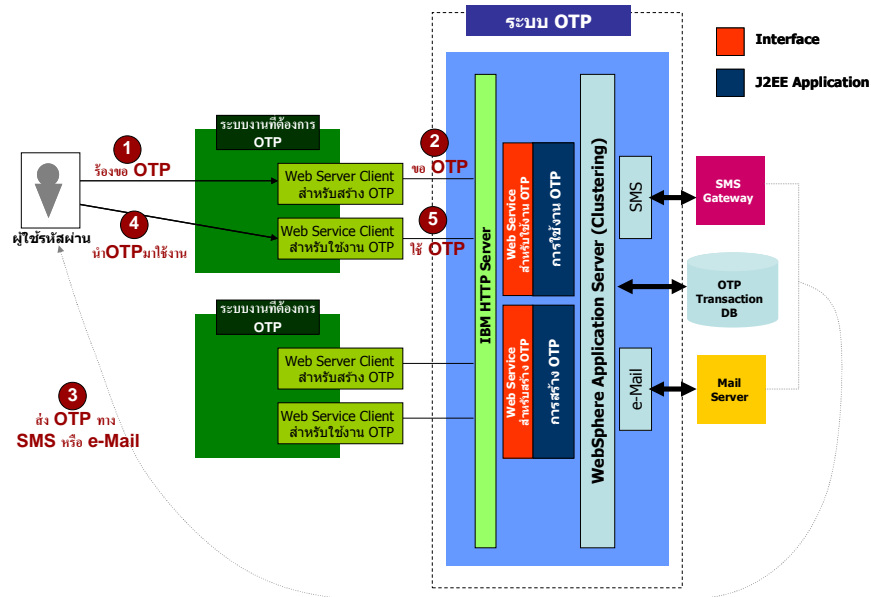 ระบบ OTP
Interface
J2EE Application
ระบบงานที่ต้องการ
OTP
1
ร้องขอ OTP
Web Server Client
สำหรับสร้าง OTP
2
ขอ OTP
ผู้ใช้รหัสผ่าน
4
นำOTPมาใช้งาน
Web Service Client
สำหรับใช้งาน OTP
5
ใช้ OTP
IBM HTTP Server
Web Service
สำหรับใช้งาน OTP
การใช้งาน OTP
WebSphere Application Server (Clustering)
SMS
SMS
Gateway
OTP
Transaction
DB
ระบบงานที่ต้องการ
OTP
Web Server Client
สำหรับสร้าง OTP
Web Service Client
สำหรับใช้งาน OTP
Web Service
สำหรับสร้าง OTP
การสร้าง OTP
e-Mail
Mail
Server
3
ส่ง OTP ทาง
SMS หรือ e-Mail